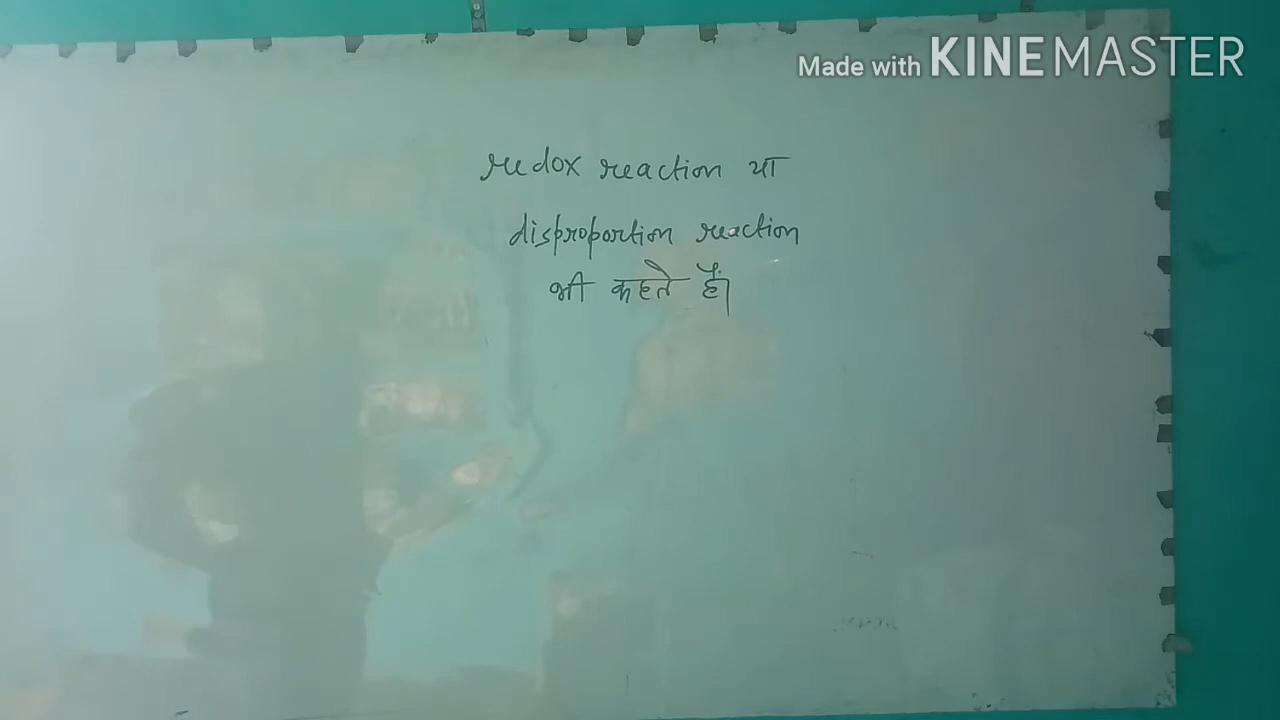 Made with KINEMASTER
redox reaction या
disproportion reaction
भी कहते हैं।